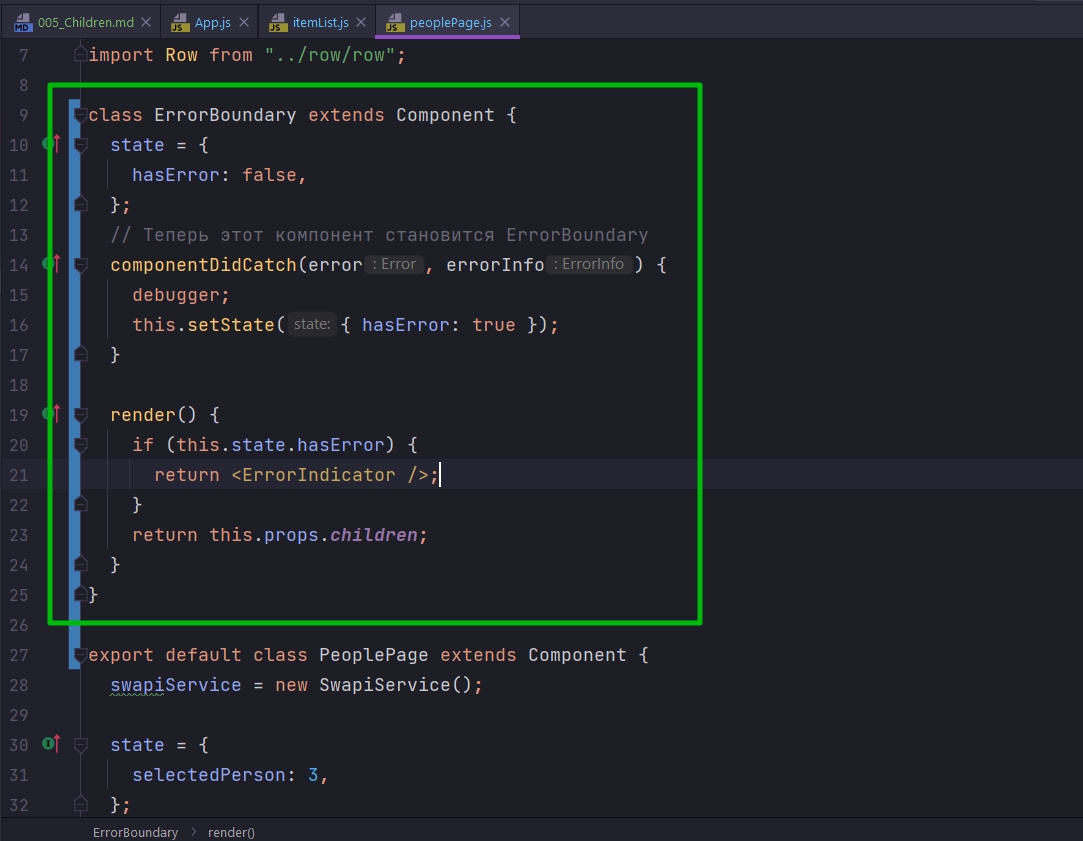 MD 005_Children.md
JS App.js
JS itemList.js
JS peoplePage.js
7 import Row from "../row/row";
8
9 class ErrorBoundary extends Component {
10 state = {
11 hasError: false,
12 };
13 // Теперь этот компонент становится ErrorBoundary
14 componentDidCatch(error : Error, errorInfo : ErrorInfo) {
15 debugger;
16 this.setState( state: { hasError: true });
17 }
18
19 render() {
20 if (this.state.hasError) {
21 return <ErrorIndicator />;
22 }
23 return this.props.children;
24 }
25 }
26
27 export default class PeoplePage extends Component {
28 swapiService = new SwapiService();
29
30 state = {
31 selectedPerson: 3,
32 };
ErrorBoundary > render()